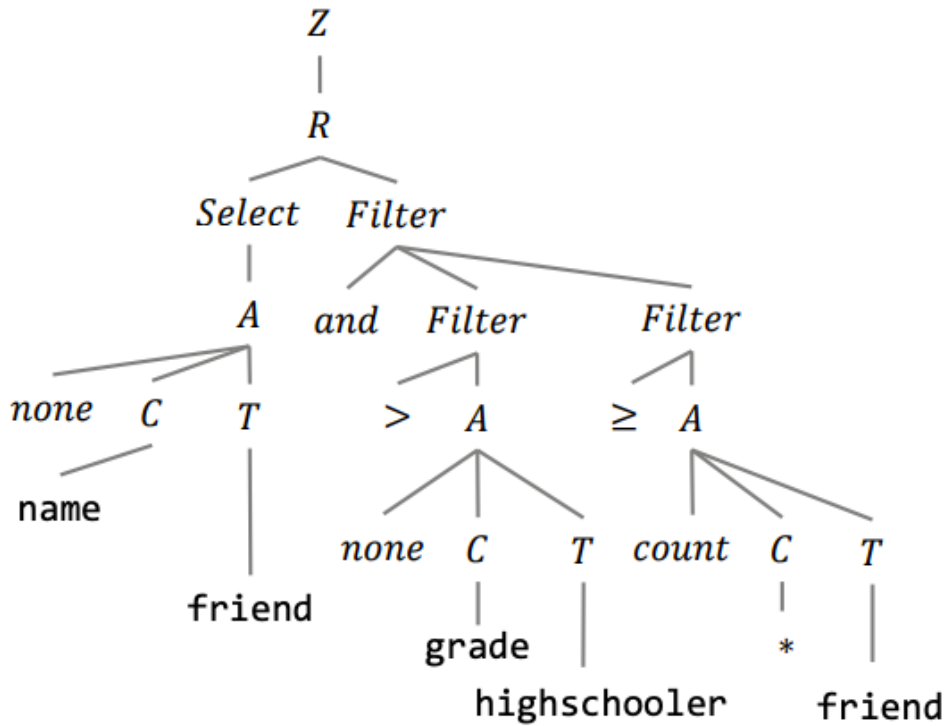 Z
R
Select Filter
A and Filter Filter
none C T > A ≥ A
name
none C T count C T
friend
grade *
highschooler friend